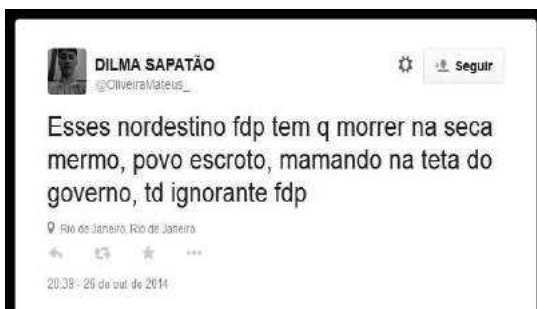 DILMA SAPATÃO
@OliveiraMateus_
Seguir
Esses nordestino fdp tem q morrer na seca
mermo, povo escroto, mamando na teta do
governo, td ignorante fdp
Rio de Janeiro, Rio de Janeiro
20:39 - 26 de out de 2014